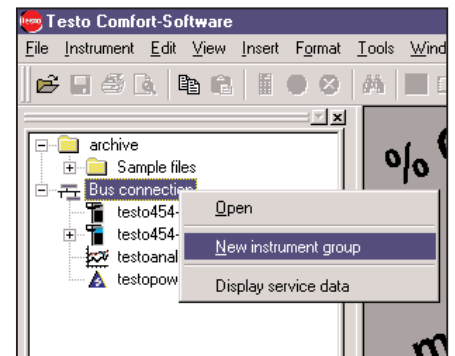 Testo Comfort-Software
File Instrument Edit View Insert Format Tools Wind
archive
Sample files
Bus connection
testo454-
testo454-
testoanal
testopow
Open
New instrument group
Display service data
%
m